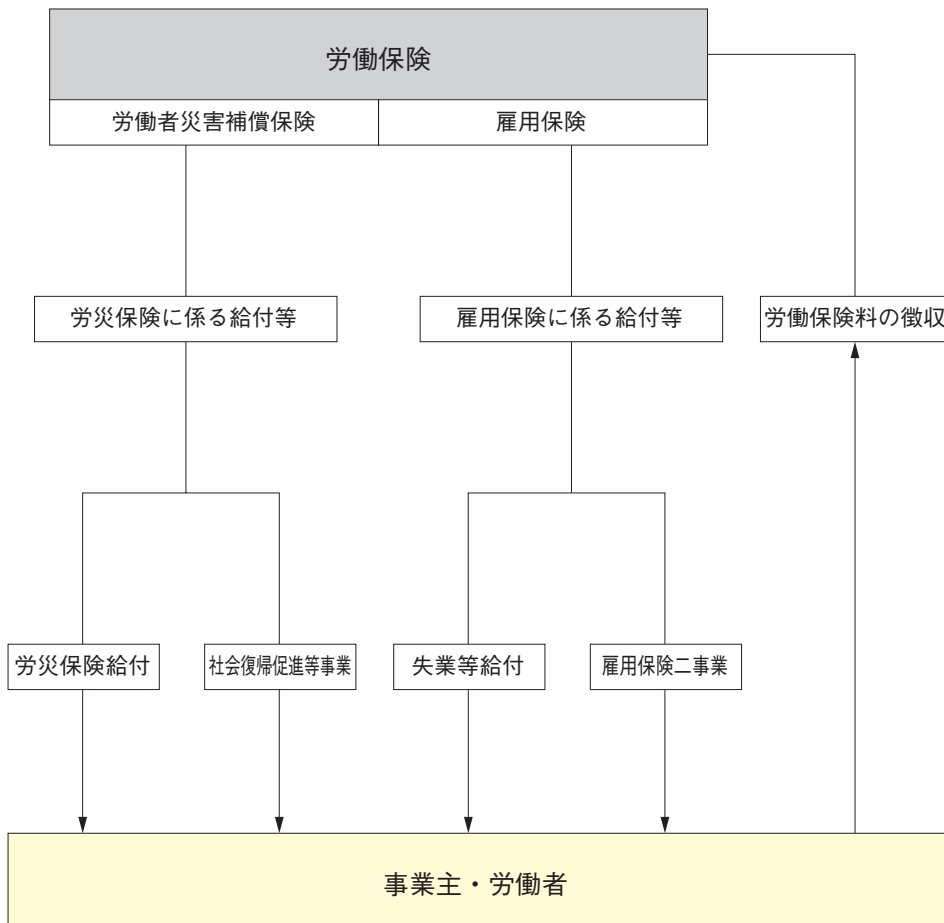 労働保険
労働者災害補償保険
雇用保険
労災保険に係る給付等
雇用保険に係る給付等
労働保険料の徴収
労災保険給付
社会復帰促進等事業
失業等給付
雇用保険二事業
事業主・労働者